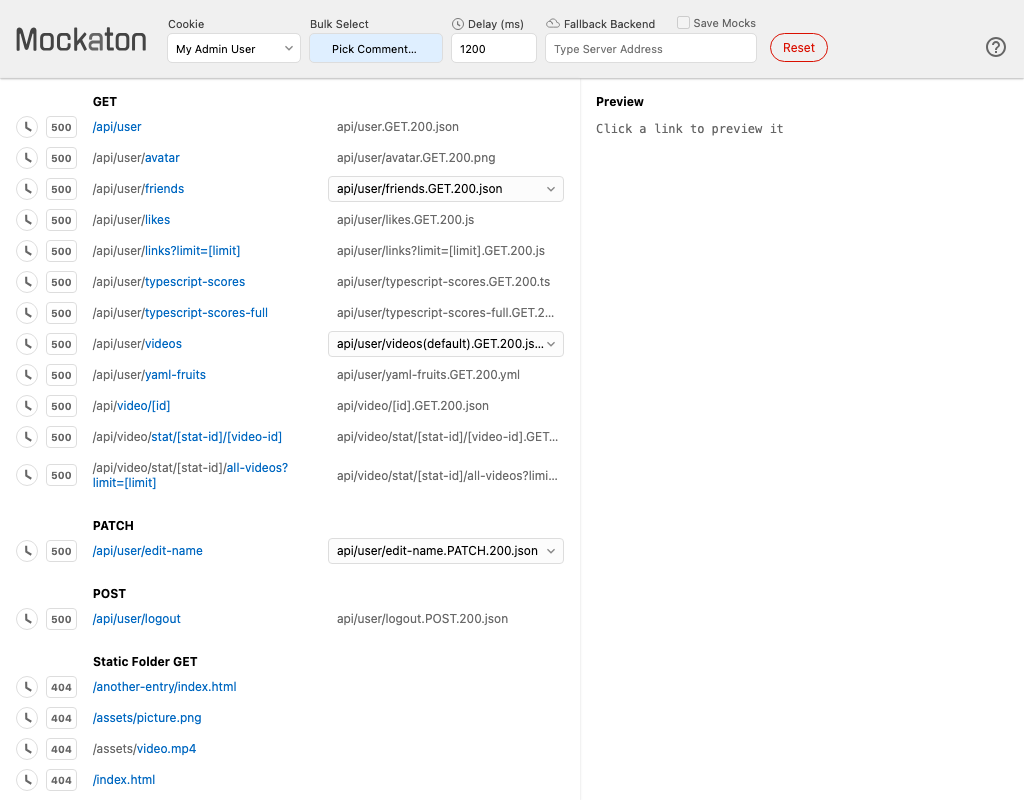 Mockaton
Cookie
My Admin User
Bulk Select
Pick Comment...
Delay (ms)
1200
Fallback Backend
Type Server Address
Save Mocks
Reset
?
GET
500 /api/user api/user.GET.200.json
500 /api/user/avatar api/user/avatar.GET.200.png
500 /api/user/friends api/user/friends.GET.200.json
500 /api/user/likes api/user/likes.GET.200.js
500 /api/user/links?limit=[limit] api/user/links?limit=[limit].GET.200.js
500 /api/user/typescript-scores api/user/typescript-scores.GET.200.ts
500 /api/user/typescript-scores-full api/user/typescript-scores-full.GET.2...
500 /api/user/videos api/user/videos(default).GET.200.js...
500 /api/user/yaml-fruits api/user/yaml-fruits.GET.200.yml
500 /api/video/[id] api/video/[id].GET.200.json
500 /api/video/stat/[stat-id]/[video-id] api/video/stat/[stat-id]/[video-id].GET...
500 /api/video/stat/[stat-id]/all-videos?
limit=[limit] api/video/stat/[stat-id]/all-videos?limi...
PATCH
500 /api/user/edit-name api/user/edit-name.PATCH.200.json
POST
500 /api/user/logout api/user/logout.POST.200.json
Static Folder GET
404 /another-entry/index.html
404 /assets/picture.png
404 /assets/video.mp4
404 /index.html
Preview
Click a link to preview it